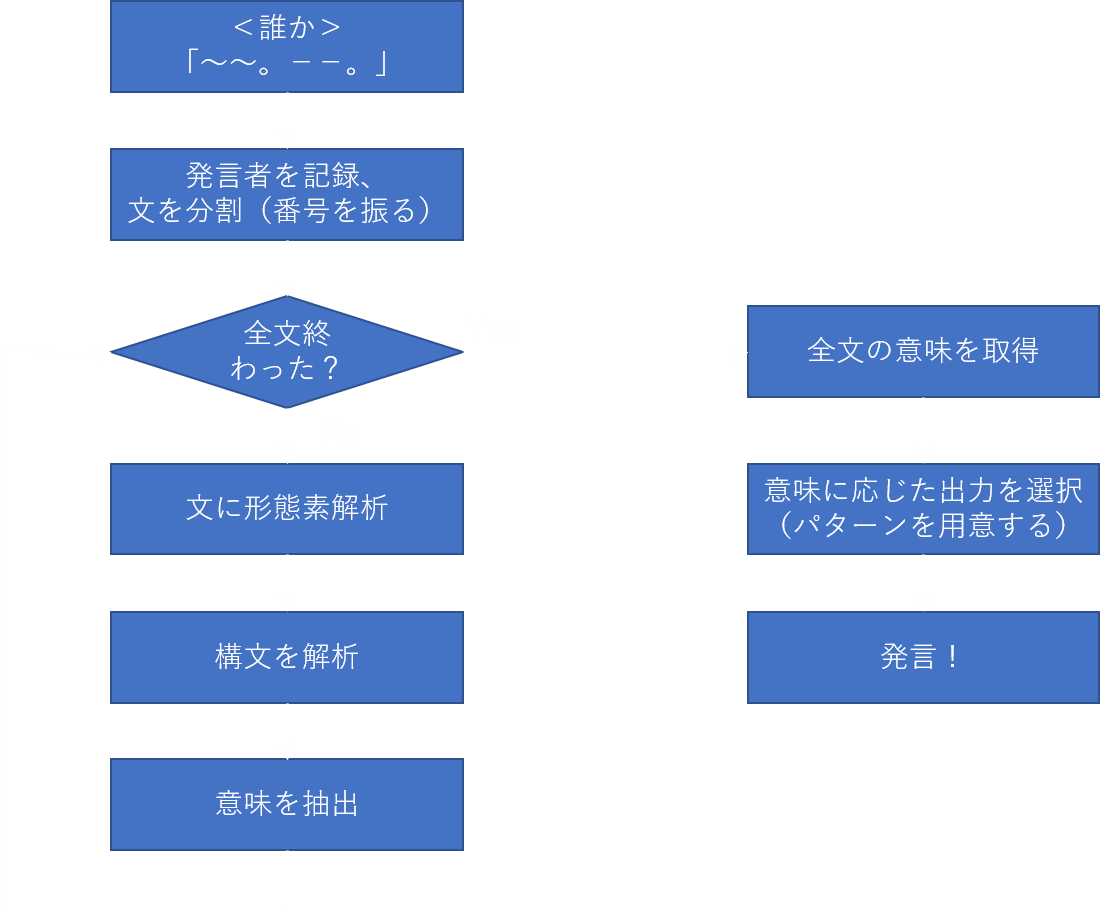 ＜誰か＞
「～～。－－。」
発言者を記録、
文を分割（番号を振る）
全文終
わった？
文に形態素解析
構文を解析
意味を抽出
全文の意味を取得
意味に応じた出力を選択
（パターンを用意する）
発言！